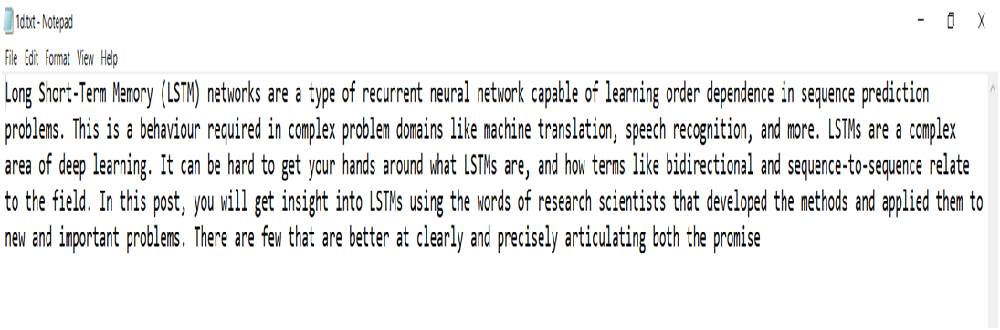 1d.txt - Notepad
File Edit Format View Help
Long Short-Term Memory (LSTM) networks are a type of recurrent neural network capable of learning order dependence in sequence prediction
problems. This is a behaviour required in complex problem domains like machine translation, speech recognition, and more. LSTMs are a complex
area of deep learning. It can be hard to get your hands around what LSTMs are, and how terms like bidirectional and sequence-to-sequence relate
to the field. In this post, you will get insight into LSTMs using the words of research scientists that developed the methods and applied them to
new and important problems. There are few that are better at clearly and precisely articulating both the promise